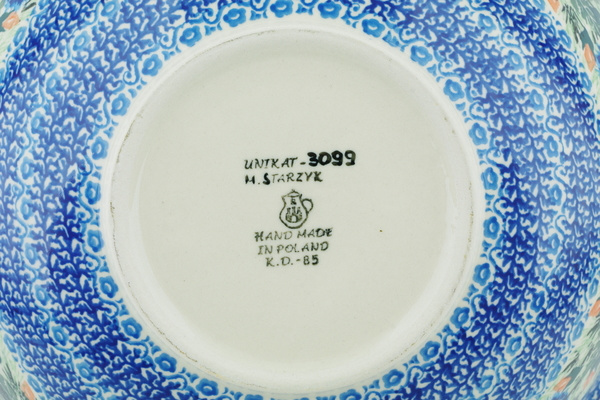 UNIKAT-3099
M.STARZYK
HAND MADE
IN POLAND
K.D.-85